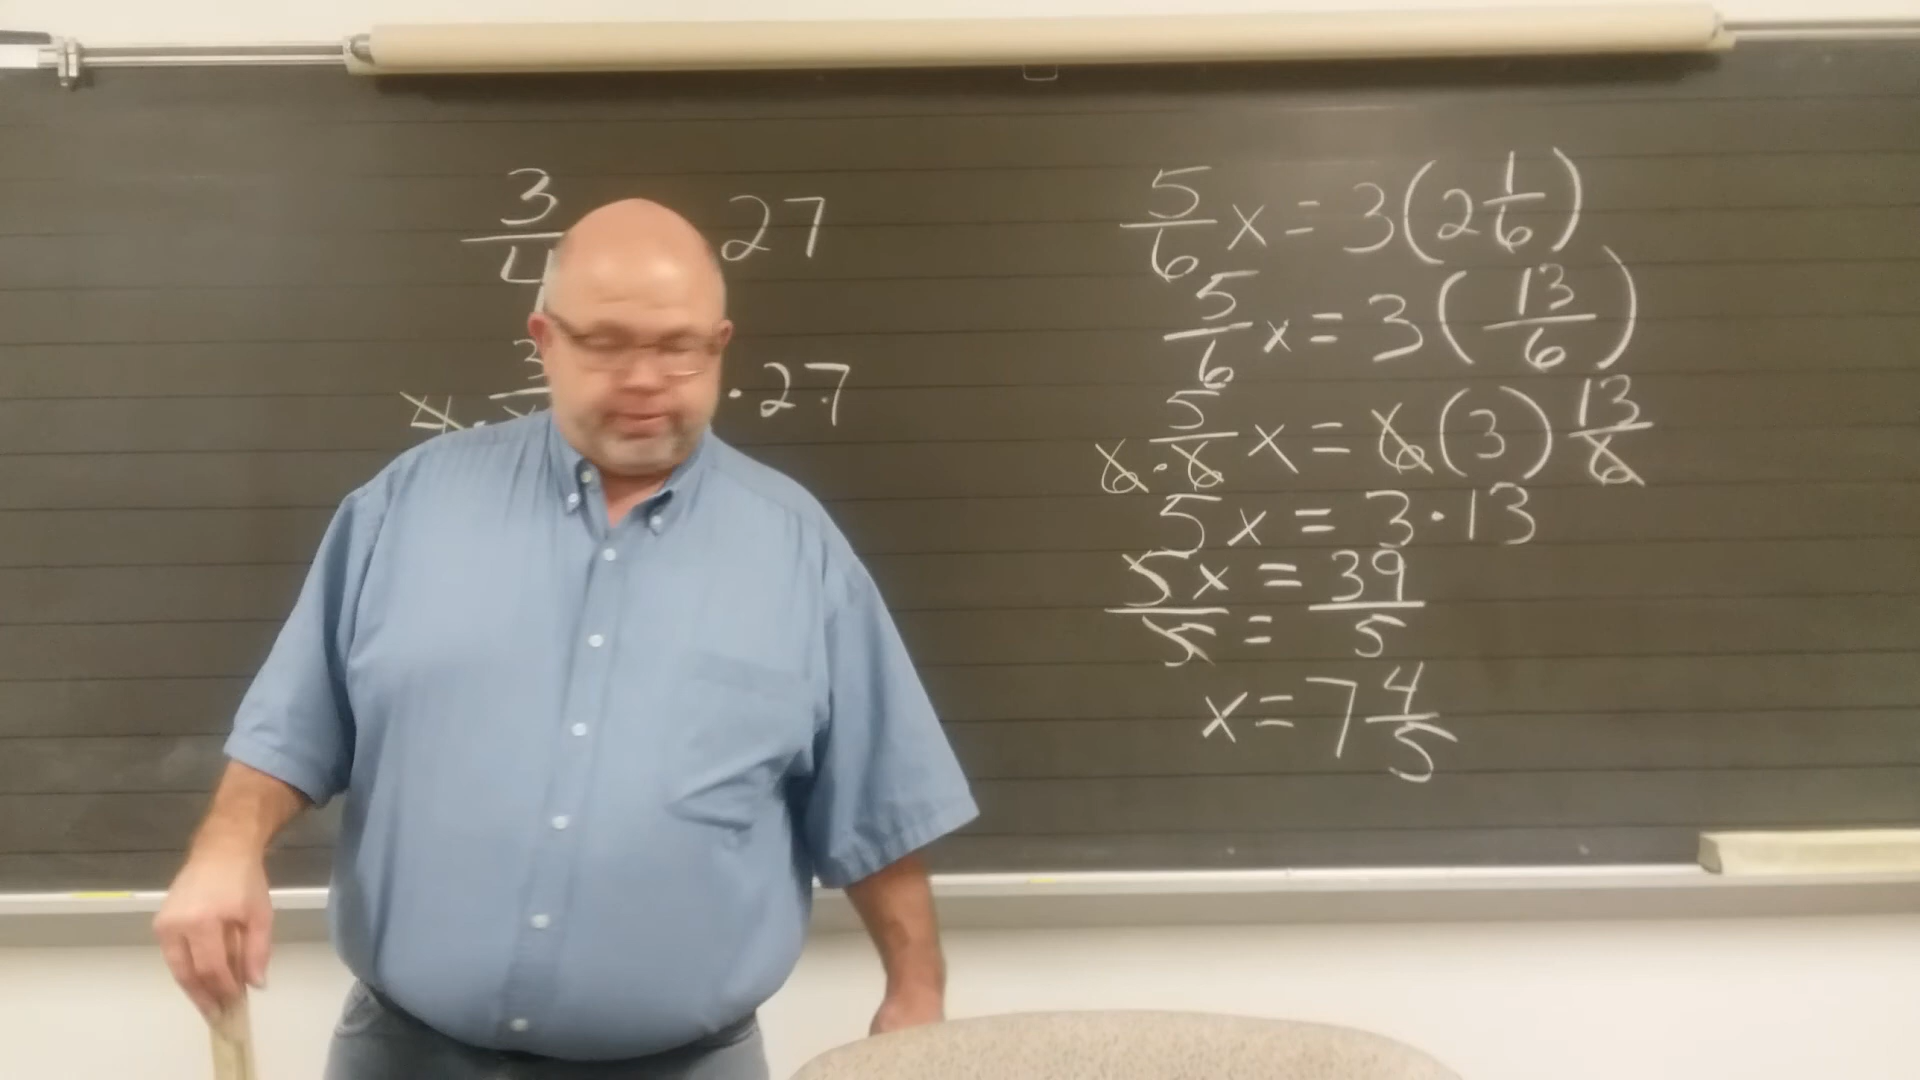 3/4 27
4 · 3 · 27
5/6 x = 3(2 1/6)
5/6 x = 3(13/6)
6 · 5/6 x = 6(3) 13/6
5x = 3 · 13
5x/5 = = 39/5
x = 7 4/5